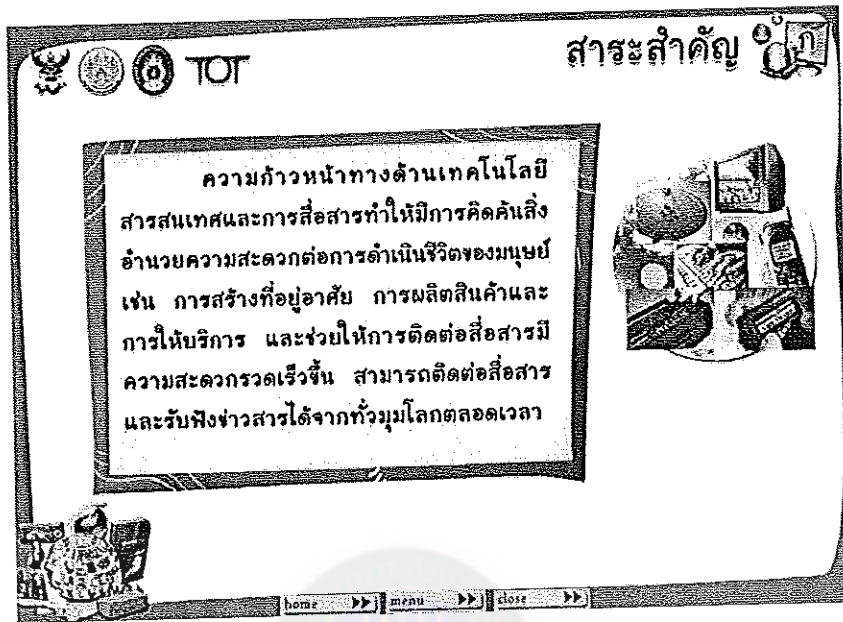 TOT
สาระสำคัญ
ก
ความก้าวหน้าทางด้านเทคโนโลยี
สารสนเทศและการสื่อสารทำให้มีการคิดค้นสิ่ง
อำนวยความสะดวกต่อการดำเนินชีวิตของมนุษย์
เช่น การสร้างที่อยู่อาศัย การผลิตสินค้าและ
การให้บริการ และช่วยให้การติดต่อสื่อสารมี
ความสะดวกรวดเร็วขึ้น สามารถติดต่อสื่อสาร
และรับฟังข่าวสารได้จากทั่วมุมโลกตลอดเวลา
home menu close